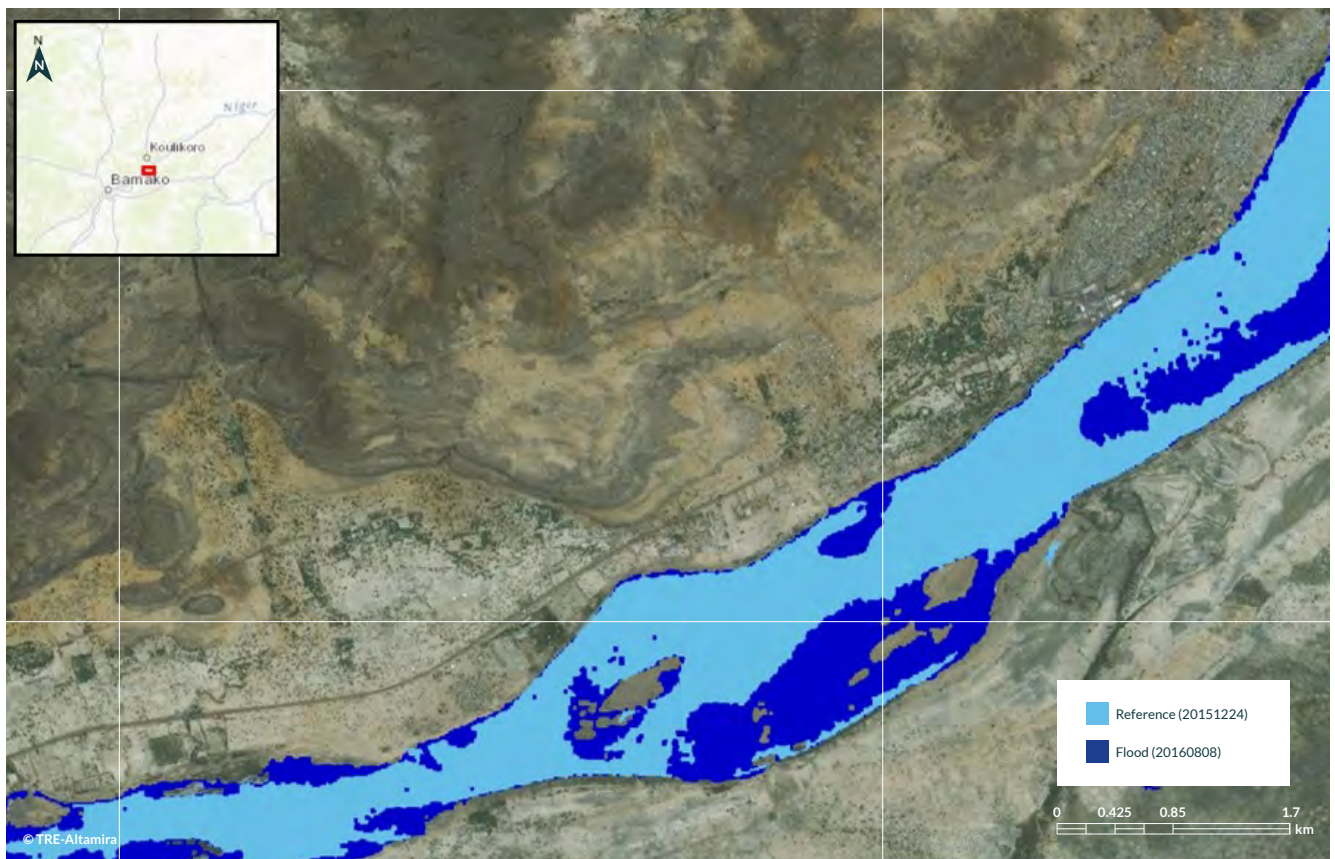 N
N
Niger
Koulikoro
Bamako
Reference (20151224)
Flood (20160808)
0 0.425 0.85 1.7
km
© TRE-Altamira